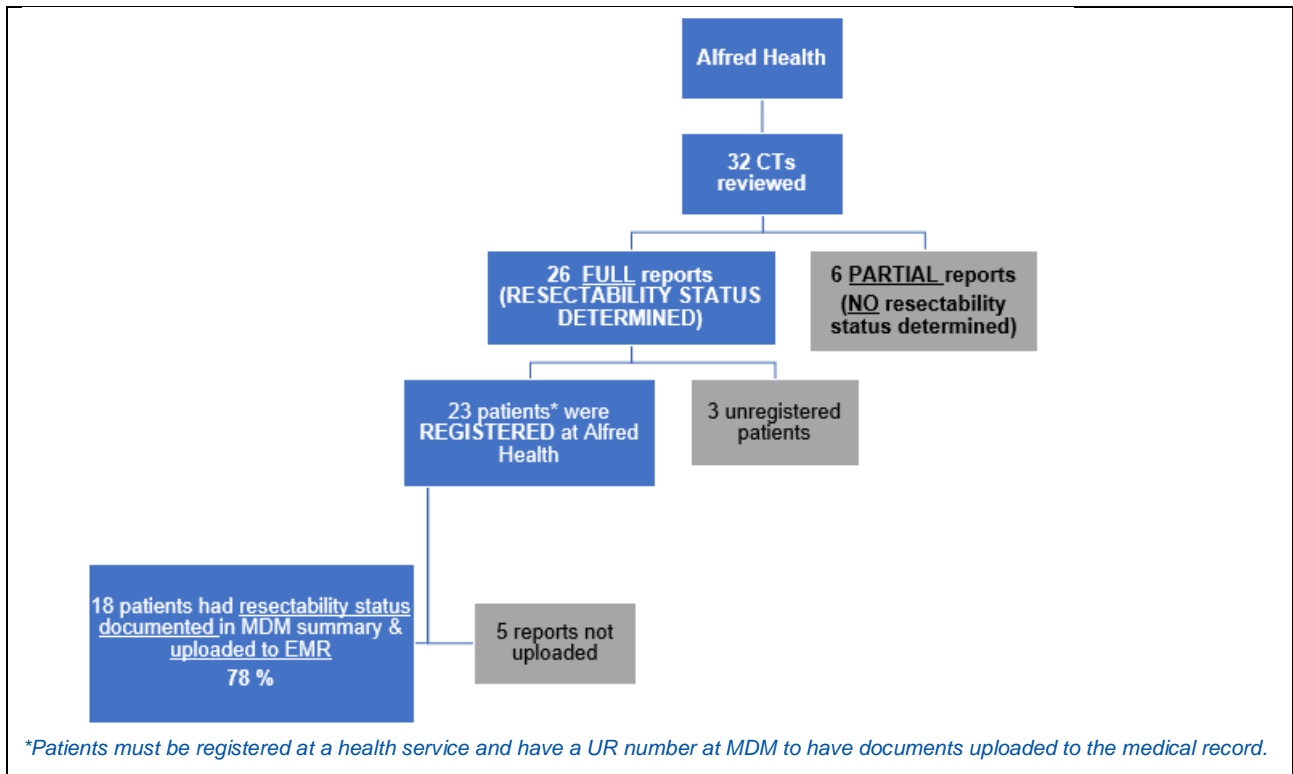 Alfred Health
32 CTs
reviewed
26 FULL reports
(RESECTABILITY STATUS
DETERMINED)
6 PARTIAL reports
(NO resectability
status determined)
23 patients* were
REGISTERED at Alfred
Health
3 unregistered
patients
18 patients had resectability status
documented in MDM summary &
uploaded to EMR
78 %
5 reports not
uploaded
*Patients must be registered at a health service and have a UR number at MDM to have documents uploaded to the medical record.